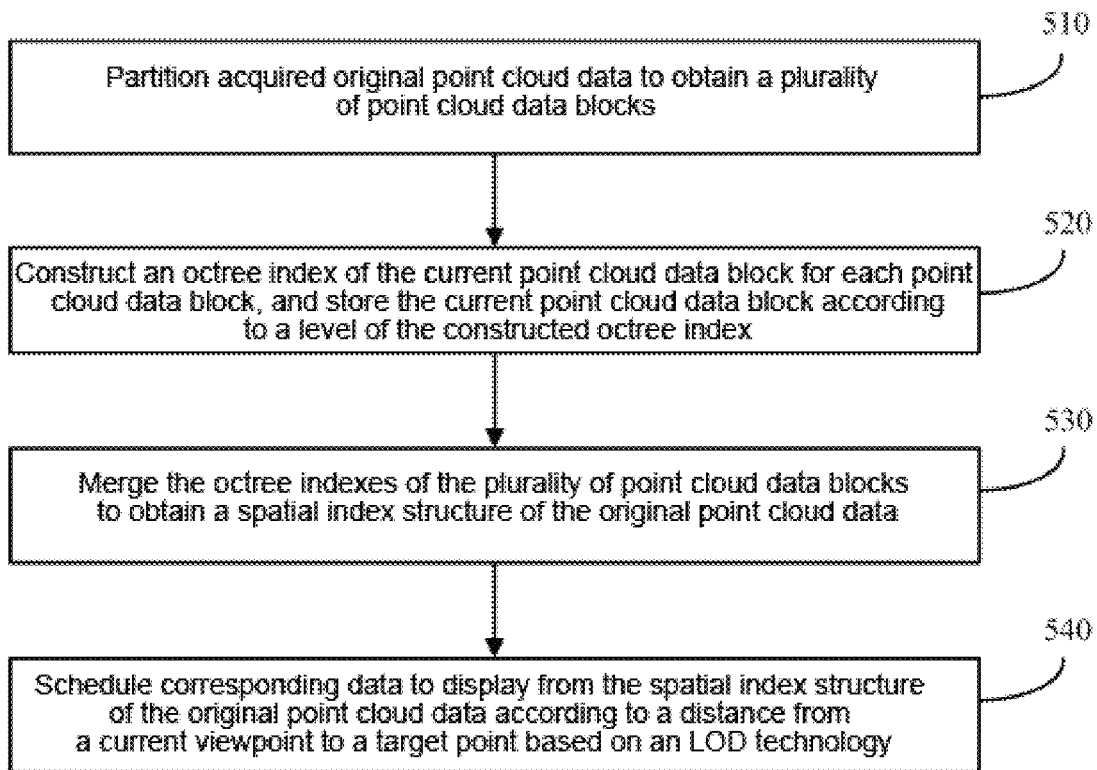 510
Partition acquired original point cloud data to obtain a plurality
of point cloud data blocks
520
Construct an octree index of the current point cloud data block for each point
cloud data block, and store the current point cloud data block according
to a level of the constructed octree index
530
Merge the octree indexes of the plurality of point cloud data blocks
to obtain a spatial index structure of the original point cloud data
540
Schedule corresponding data to display from the spatial index structure
of the original point cloud data according to a distance from
a current viewpoint to a target point based on an LOD technology